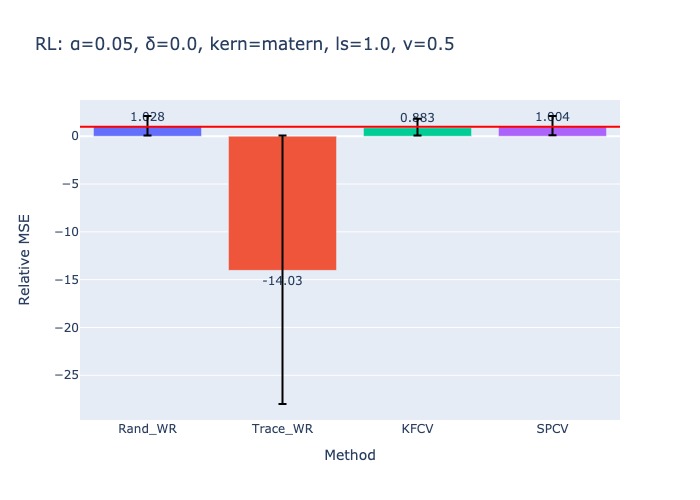 RL: α=0.05, δ=0.0, kern=matern, ls=1.0, ν=0.5
1.028
0.883
1.004
-14.03
0
−5
−10
−15
−20
−25
Relative MSE
Rand_WR
Trace_WR
KFCV
SPCV
Method